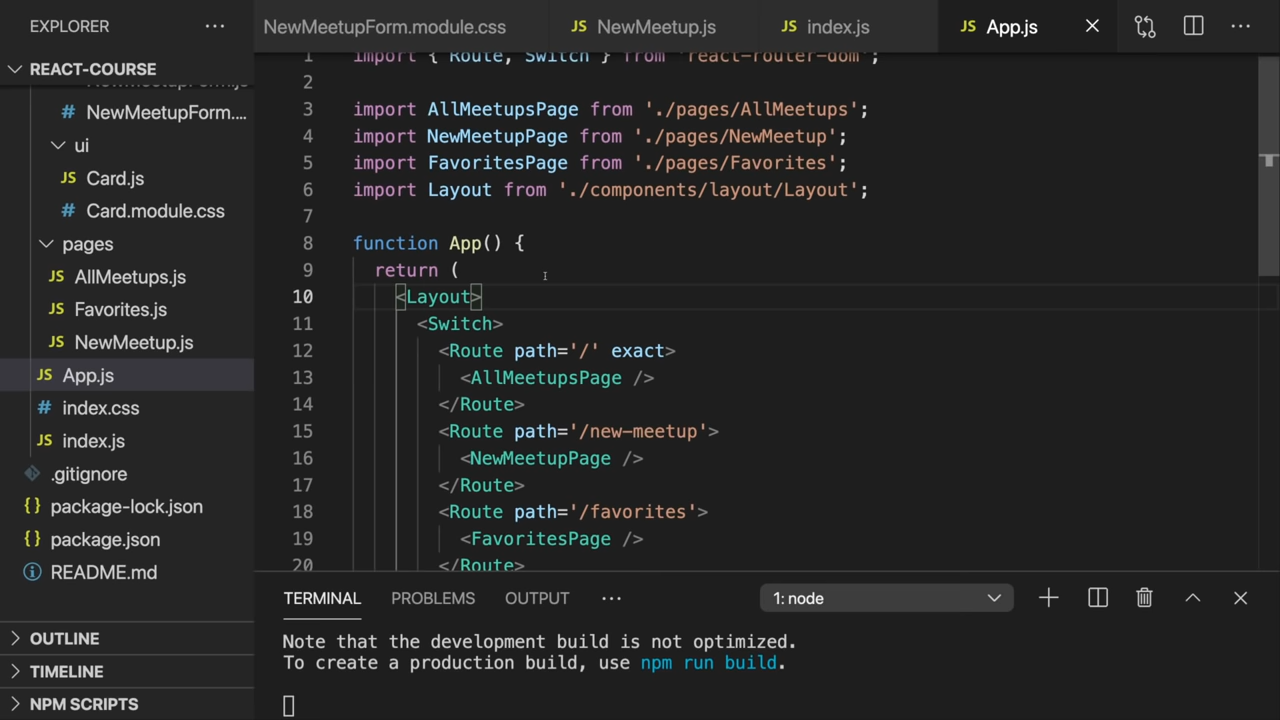 EXPLORER
REACT-COURSE
NewMeetupForm.js
NewMeetupForm....
ui
Card.js
Card.module.css
pages
AllMeetups.js
Favorites.js
NewMeetup.js
App.js
index.css
index.js
.gitignore
package-lock.json
package.json
README.md
OUTLINE
TIMELINE
NPM SCRIPTS
NewMeetupForm.module.css
JS NewMeetup.js
JS index.js
JS App.js
1 import { Route, Switch } from 'react-router-dom';
2
3 import AllMeetupsPage from './pages/AllMeetups';
4 import NewMeetupPage from './pages/NewMeetup';
5 import FavoritesPage from './pages/Favorites';
6 import Layout from './components/layout/Layout';
7
8 function App() {
9 return (
10 <Layout>
11 <Switch>
12 <Route path='/' exact>
13 <AllMeetupsPage />
14 </Route>
15 <Route path='/new-meetup'>
16 <NewMeetupPage />
17 </Route>
18 <Route path='/favorites'>
19 <FavoritesPage />
20 </Route>
TERMINAL PROBLEMS OUTPUT ··· 1: node
Note that the development build is not optimized.
To create a production build, use npm run build.